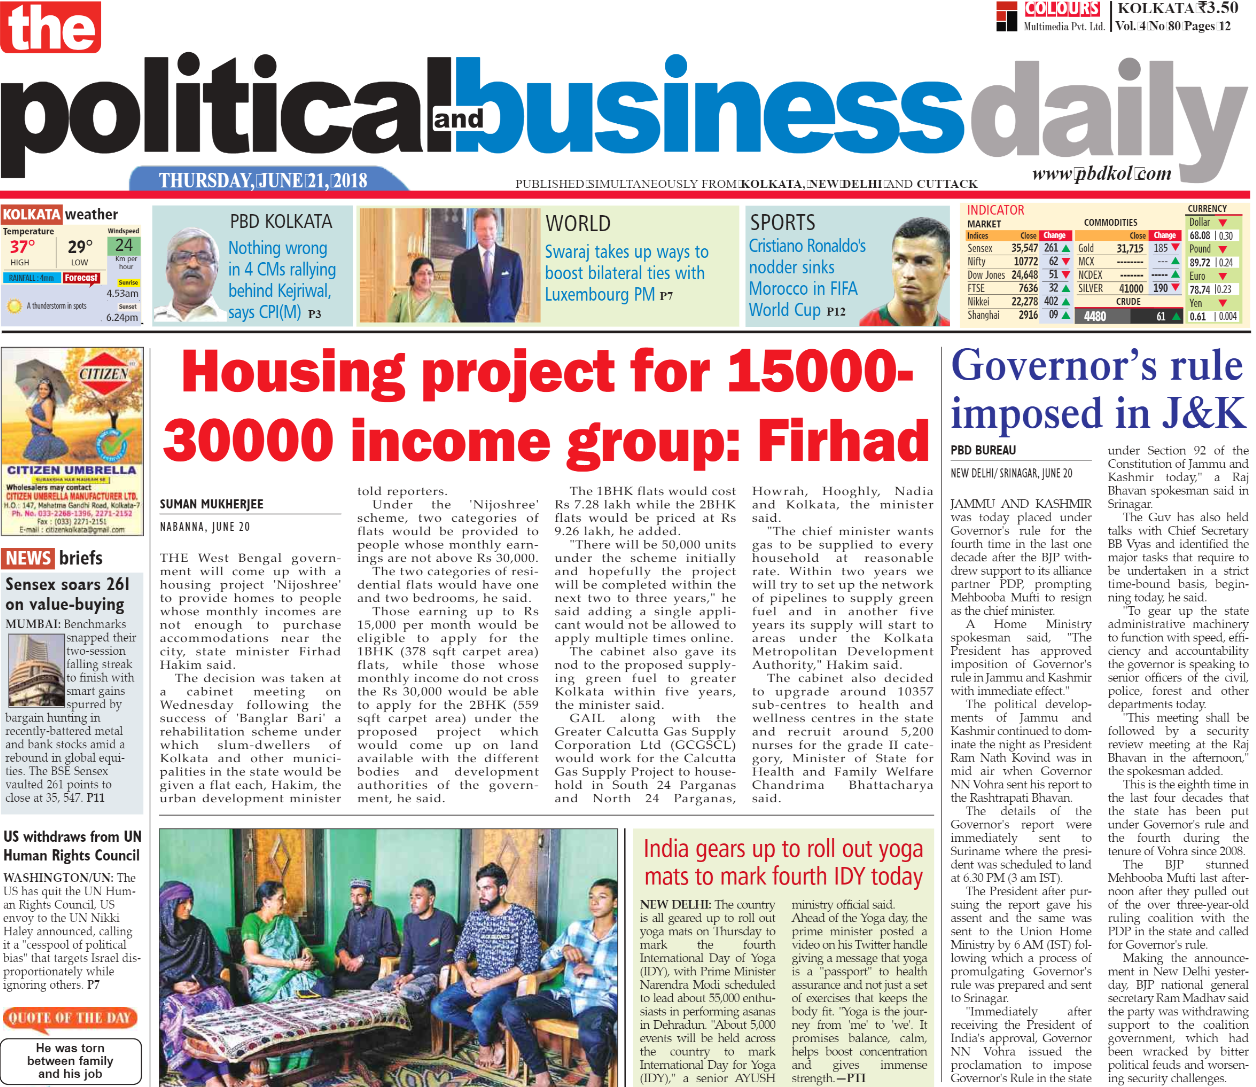 the
COLOURS
Multimedia Pvt. Ltd.
KOLKATA ₹3.50
Vol. 4 No 80 Pages 12
political and business daily
THURSDAY, JUNE 21, 2018
PUBLISHED SIMULTANEOUSLY FROM KOLKATA, NEW DELHI AND CUTTACK
www.pbdkol.com
KOLKATA weather
Temperature
Windspeed
37°
29°
24
HIGH
LOW
Km per
hour
RAINFALL : 4mm
Forecast
Sunrise
4.53am
A thunderstorm in spots
Sunset
6.24pm
PBD KOLKATA
Nothing wrong
in 4 CMs rallying
behind Kejriwal,
says CPI(M) P3
WORLD
Swaraj takes up ways to
boost bilateral ties with
Luxembourg PM P7
SPORTS
Cristiano Ronaldo's
nodder sinks
Morocco in FIFA
World Cup P12
INDICATOR
MARKET
Indices Close Change
Sensex 35,547 261 ▲
Nifty 10772 62 ▼
Dow Jones 24,648 51 ▼
FTSE 7636 32 ▲
Nikkei 22,278 402 ▲
Shanghai 2916 09 ▲
COMMODITIES
Close Change
Gold 31,715 185 ▼
MCX -------- --- ▲
NCDEX ------- ----- ▲
SILVER 41000 190 ▼
CRUDE
4480 61 ▲
CURRENCY
Dollar ▼
68.08 0.30
Pound ▼
89.72 0.24
Euro ▼
78.74 0.23
Yen ▼
0.61 0.004
CITIZEN
CITIZEN UMBRELLA
SURAKSHA HAR MAUSAM SE
Wholesalers may contact
CITIZEN UMBRELLA MANUFACTURER LTD.
H.O.: 147, Mahatma Gandhi Road, Kolkata-7
Ph. No. 033-2268-1396, 2271-2152
Fax : (033) 2271-2151
E-mail : citizenkolkata@gmail.com
NEWS briefs
Sensex soars 261
on value-buying
MUMBAI: Benchmarks
snapped their
two-session
falling streak
to finish with
smart gains
spurred by
bargain hunting in
recently-battered metal
and bank stocks amid a
rebound in global equi-
ties. The BSE Sensex
vaulted 261 points to
close at 35, 547. P11
US withdraws from UN
Human Rights Council
WASHINGTON/UN: The
US has quit the UN Hum-
an Rights Council, US
envoy to the UN Nikki
Haley announced, calling
it a "cesspool of political
bias" that targets Israel dis-
proportionately while
ignoring others. P7
QUOTE OF THE DAY
He was torn
between family
and his job
Housing project for 15000-
30000 income group: Firhad
SUMAN MUKHERJEE
NABANNA, JUNE 20
THE West Bengal govern-
ment will come up with a
housing project 'Nijoshree'
to provide homes to people
whose monthly incomes are
not enough to purchase
accommodations near the
city, state minister Firhad
Hakim said.
The decision was taken at
a cabinet meeting on
Wednesday following the
success of 'Banglar Bari' a
rehabilitation scheme under
which slum-dwellers of
Kolkata and other munici-
palities in the state would be
given a flat each, Hakim, the
urban development minister
told reporters.
Under the 'Nijoshree'
scheme, two categories of
flats would be provided to
people whose monthly earn-
ings are not above Rs 30,000.
The two categories of resi-
dential flats would have one
and two bedrooms, he said.
Those earning up to Rs
15,000 per month would be
eligible to apply for the
1BHK (378 sqft carpet area)
flats, while those whose
monthly income do not cross
the Rs 30,000 would be able
to apply for the 2BHK (559
sqft carpet area) under the
proposed project which
would come up on land
available with the different
bodies and development
authorities of the govern-
ment, he said.
The 1BHK flats would cost
Rs 7.28 lakh while the 2BHK
flats would be priced at Rs
9.26 lakh, he added.
"There will be 50,000 units
under the scheme initially
and hopefully the project
will be completed within the
next two to three years," he
said adding a single appli-
cant would not be allowed to
apply multiple times online.
The cabinet also gave its
nod to the proposed supply-
ing green fuel to greater
Kolkata within five years,
the minister said.
GAIL along with the
Greater Calcutta Gas Supply
Corporation Ltd (GCGSCL)
would work for the Calcutta
Gas Supply Project to house-
hold in South 24 Parganas
and North 24 Parganas,
Howrah, Hooghly, Nadia
and Kolkata, the minister
said.
"The chief minister wants
gas to be supplied to every
household at reasonable
rate. Within two years we
will try to set up the network
of pipelines to supply green
fuel and in another five
years its supply will start to
areas under the Kolkata
Metropolitan Development
Authority," Hakim said.
The cabinet also decided
to upgrade around 10357
sub-centres to health and
wellness centres in the state
and recruit around 5,200
nurses for the grade II cate-
gory, Minister of State for
Health and Family Welfare
Chandrima Bhattacharya
said.
India gears up to roll out yoga
mats to mark fourth IDY today
NEW DELHI: The country
is all geared up to roll out
yoga mats on Thursday to
mark the fourth
International Day of Yoga
(IDY), with Prime Minister
Narendra Modi scheduled
to lead about 55,000 enthu-
siasts in performing asanas
in Dehradun. "About 5,000
events will be held across
the country to mark
International Day for Yoga
(IDY)," a senior AYUSH
ministry official said.
Ahead of the Yoga day, the
prime minister posted a
video on his Twitter handle
giving a message that yoga
is a "passport" to health
assurance and not just a set
of exercises that keeps the
body fit. "Yoga is the jour-
ney from 'me' to 'we'. It
promises balance, calm,
helps boost concentration
and gives immense
strength.—PTI
Governor's rule
imposed in J&K
PBD BUREAU
NEW DELHI/ SRINAGAR, JUNE 20
JAMMU AND KASHMIR
was today placed under
Governor's rule for the
fourth time in the last one
decade after the BJP with-
drew support to its alliance
partner PDP, prompting
Mehbooba Mufti to resign
as the chief minister.
A Home Ministry
spokesman said, "The
President has approved
imposition of Governor's
rule in Jammu and Kashmir
with immediate effect."
The political develop-
ments of Jammu and
Kashmir continued to dom-
inate the night as President
Ram Nath Kovind was in
mid air when Governor
NN Vohra sent his report to
the Rashtrapati Bhavan.
The details of the
Governor's report were
immediately sent to
Suriname where the presi-
dent was scheduled to land
at 6.30 PM (3 am IST).
The President after pur-
suing the report gave his
assent and the same was
sent to the Union Home
Ministry by 6 AM (IST) fol-
lowing which a process of
promulgating Governor's
rule was prepared and sent
to Srinagar.
"Immediately after
receiving the President of
India's approval, Governor
NN Vohra issued the
proclamation to impose
Governor's Rule in the state
under Section 92 of the
Constitution of Jammu and
Kashmir today," a Raj
Bhavan spokesman said in
Srinagar.
The Guv has also held
talks with Chief Secretary
BB Vyas and identified the
major tasks that require to
be undertaken in a strict
time-bound basis, begin-
ning today, he said.
"To gear up the state
administrative machinery
to function with speed, effi-
ciency and accountability
the governor is speaking to
senior officers of the civil,
police, forest and other
departments today.
"This meeting shall be
followed by a security
review meeting at the Raj
Bhavan in the afternoon,"
the spokesman added.
This is the eighth time in
the last four decades that
the state has been put
under Governor's rule and
the fourth during the
tenure of Vohra since 2008.
The BJP stunned
Mehbooba Mufti last after-
noon after they pulled out
of the over three-year-old
ruling coalition with the
PDP in the state and called
for Governor's rule.
Making the announce-
ment in New Delhi yester-
day, BJP national general
secretary Ram Madhav said
the party was withdrawing
support to the coalition
government, which had
been wracked by bitter
political feuds and worsen-
ing security challenges.